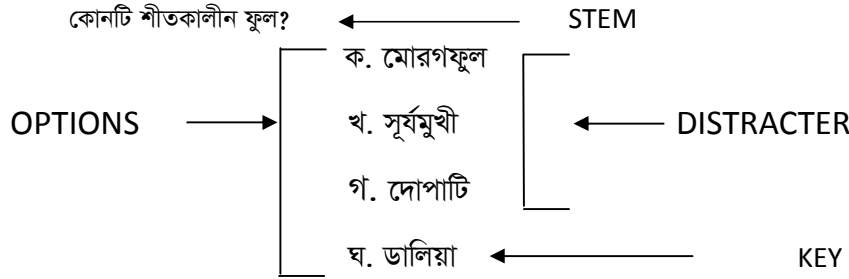 কোনটি শীতকালীন ফুল? STEM
ক. মোরগফুল
OPTIONS খ. সূর্যমুখী DISTRACTER
গ. দোপাটি
ঘ. ডালিয়া KEY